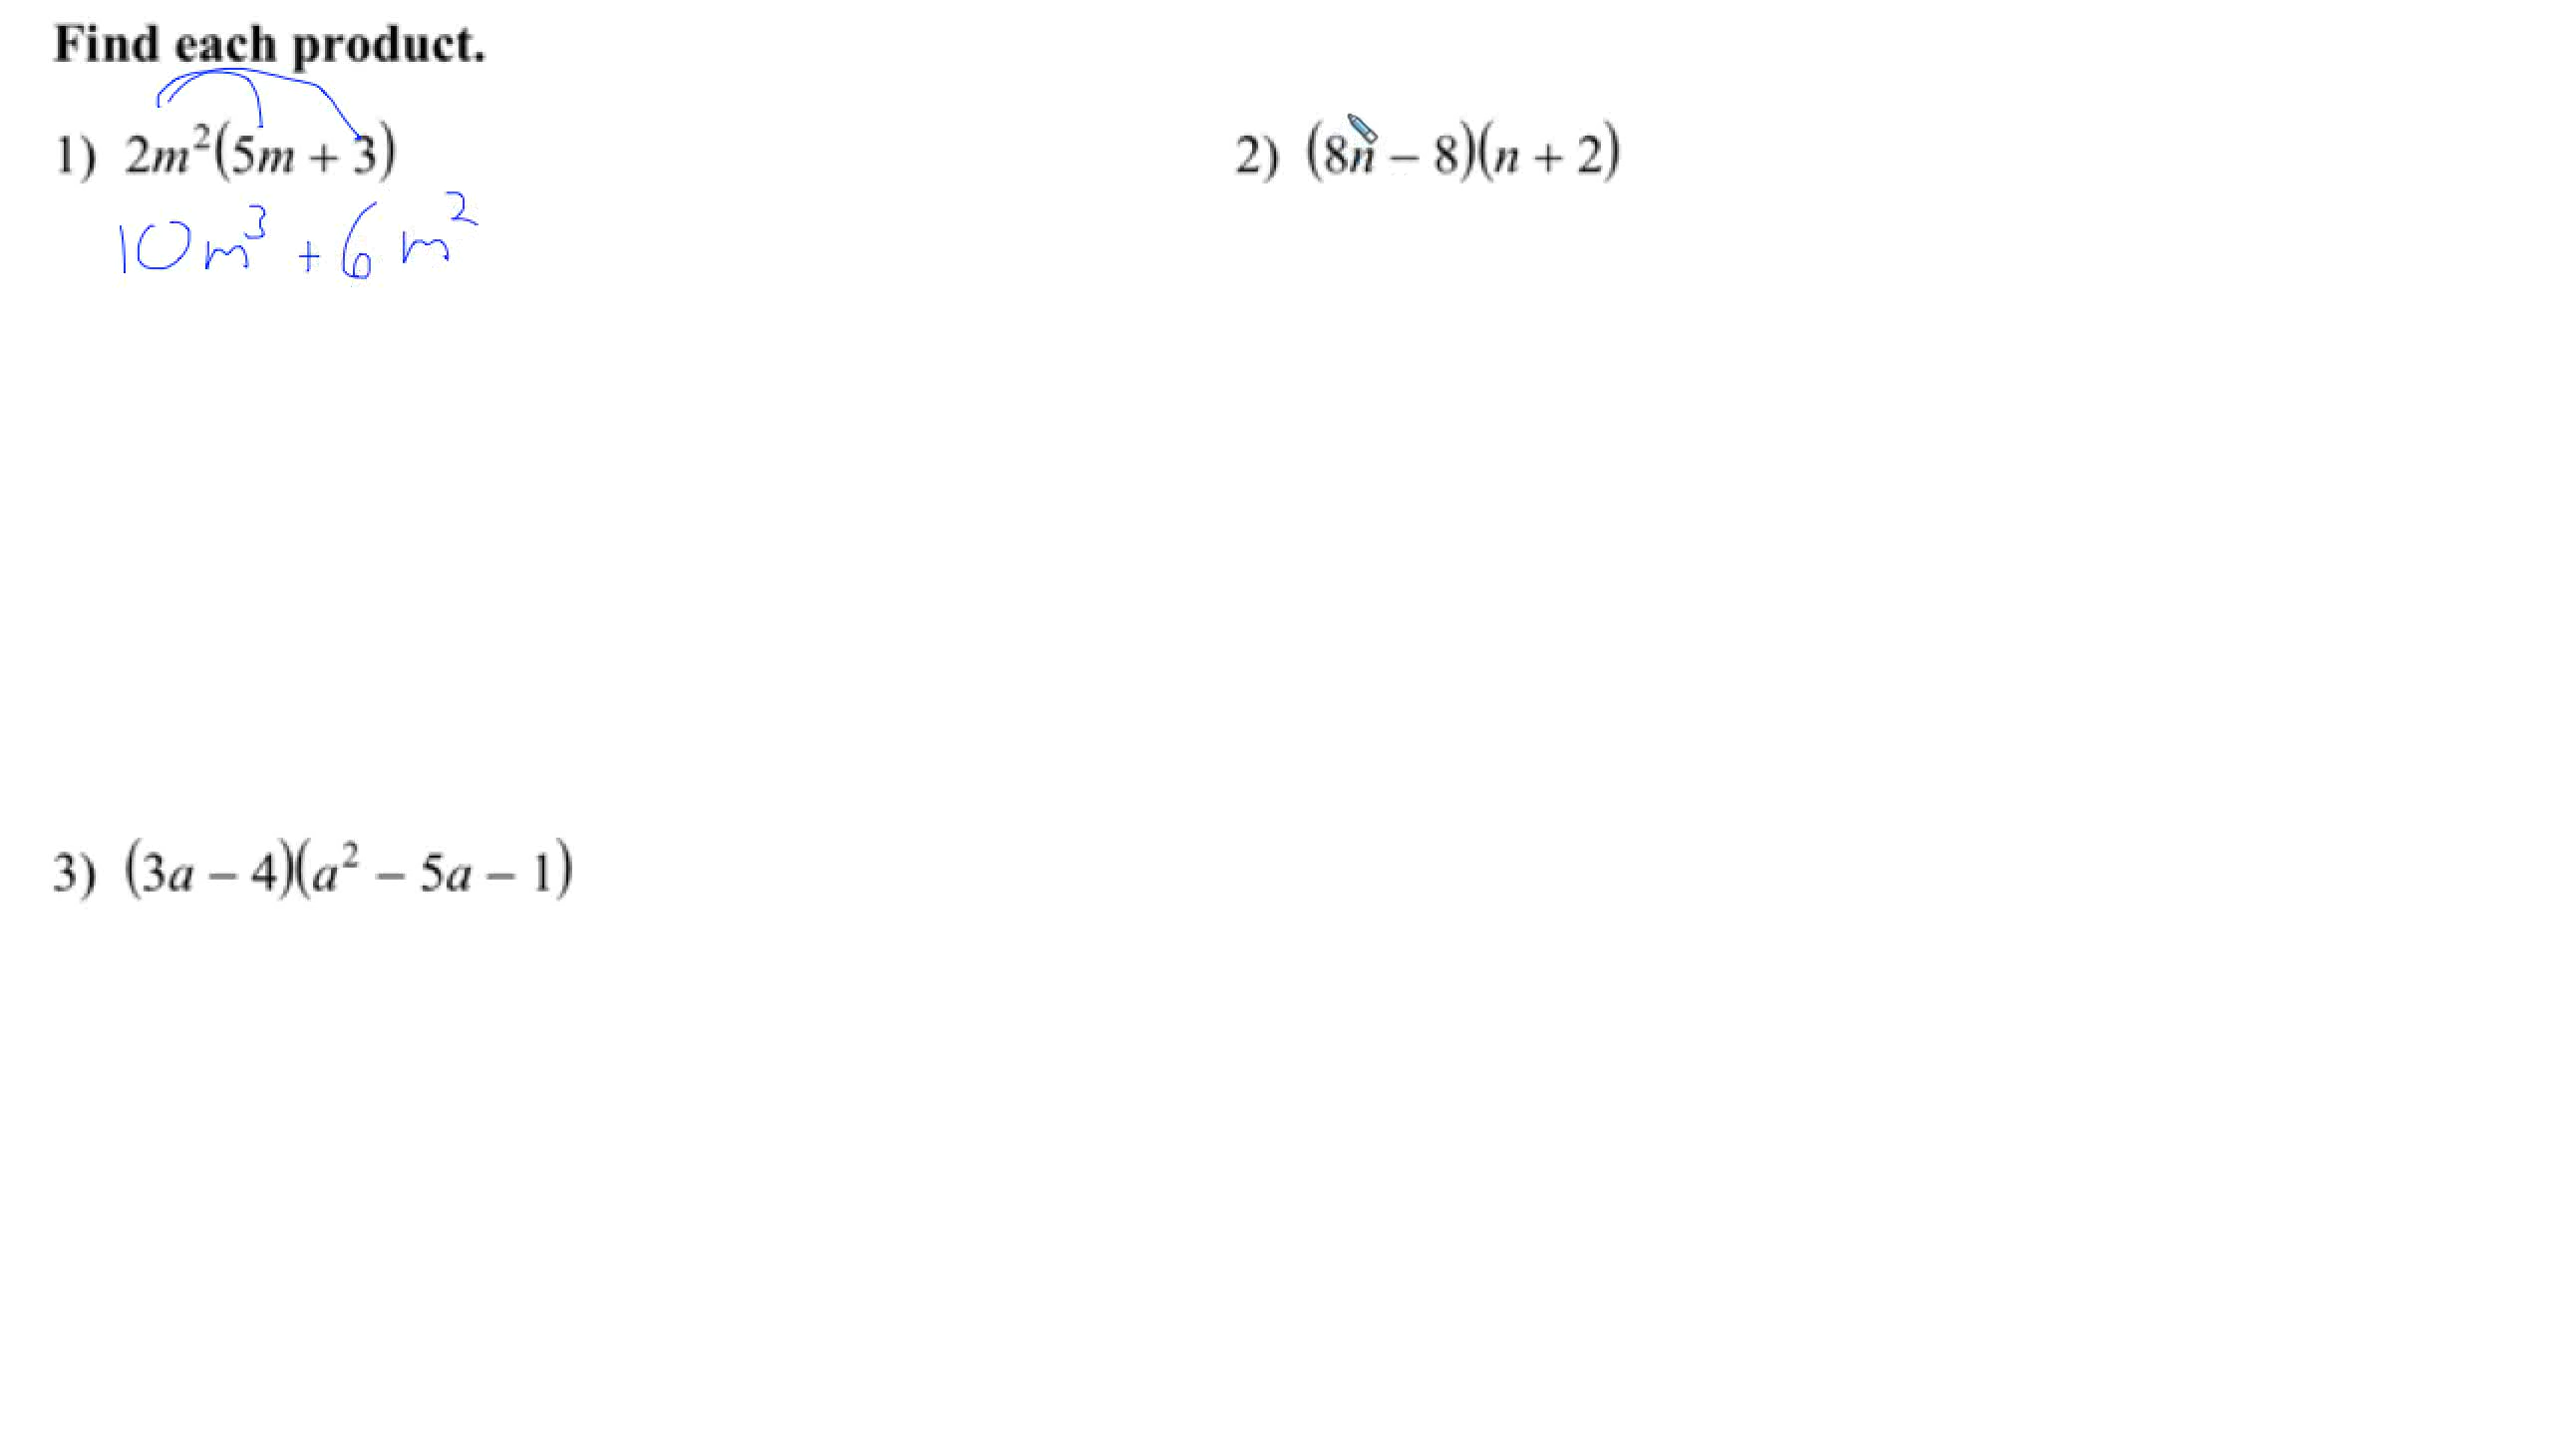 Find each product.
1) 2m²(5m + 3)
10m³ + 6m²
2) (8n – 8)(n + 2)
3) (3a – 4)(a² – 5a – 1)